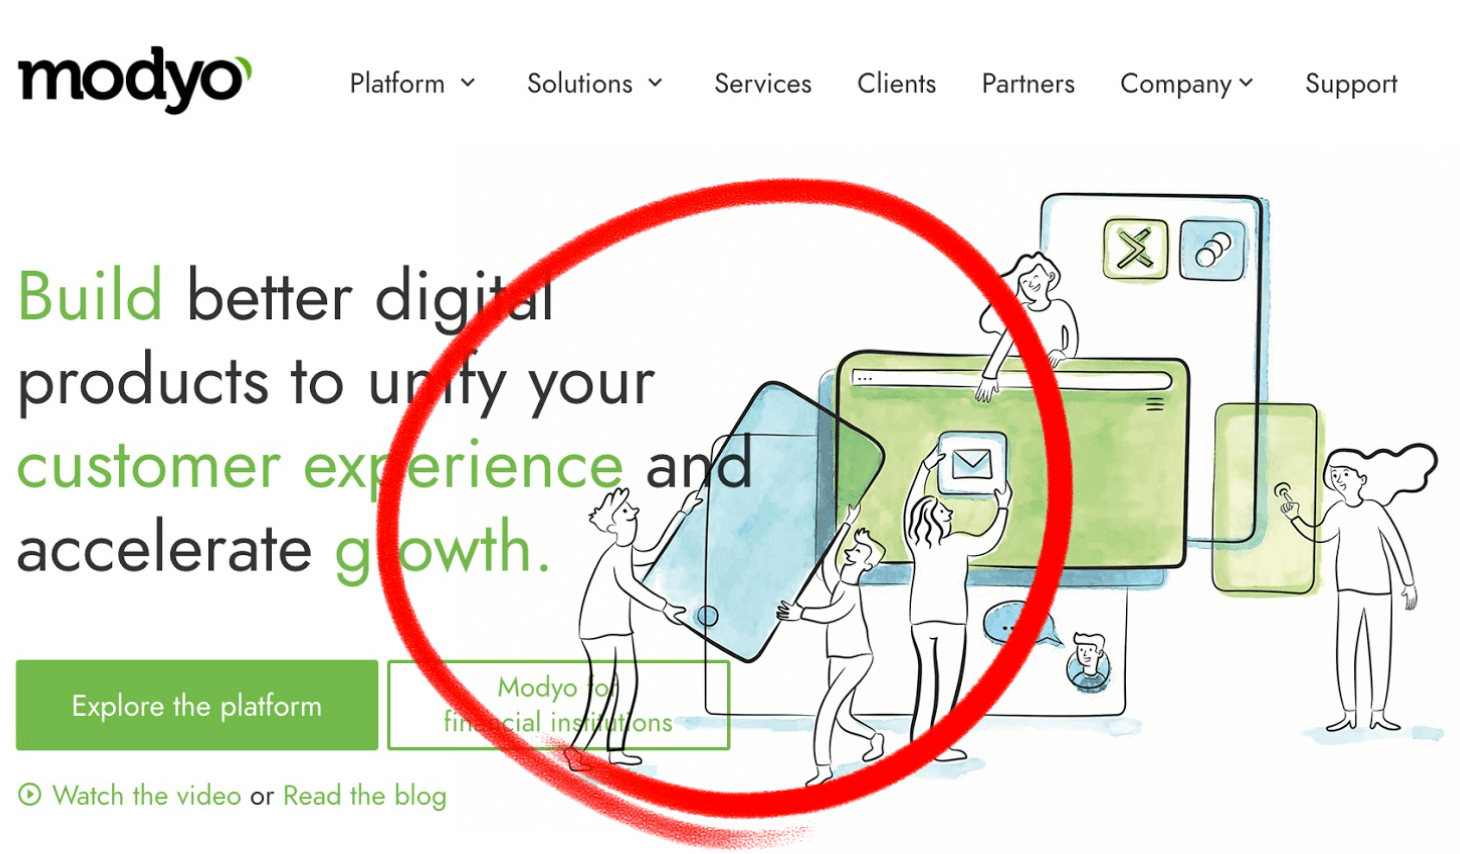 modyo
Platform
Solutions
Services
Clients
Partners
Company
Support
Build better digital
products to unify your
customer experience and
accelerate growth.
Explore the platform
Modyo for
financial institutions
Watch the video or Read the blog